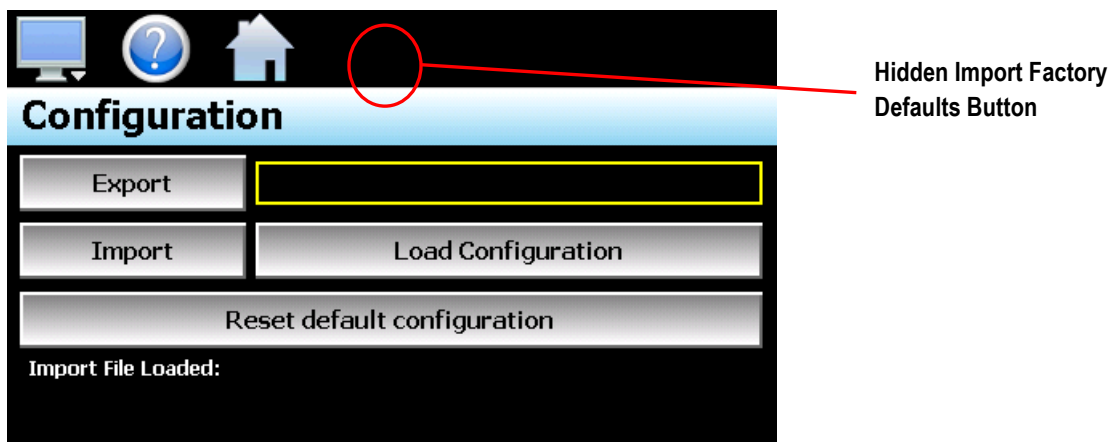 ?
Hidden Import Factory
Defaults Button
Configuration
Export
Import
Load Configuration
Reset default configuration
Import File Loaded: